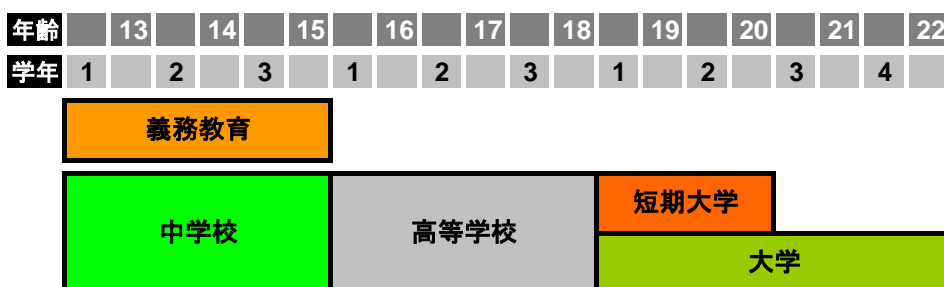 年齢 13 14 15 16 17 18 19 20 21 22
学年 1 2 3 1 2 3 1 2 3 4
義務教育
中学校 高等学校 短期大学
大学